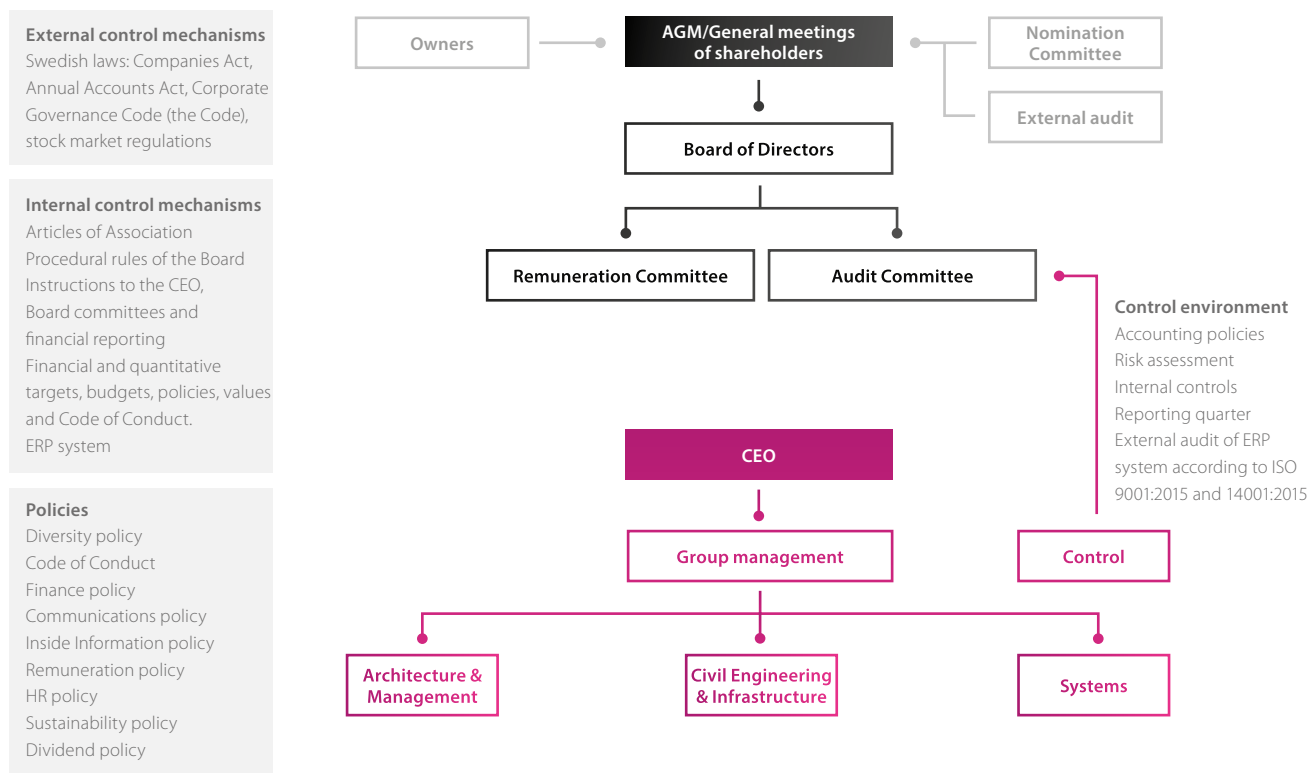 External control mechanisms
Swedish laws: Companies Act,
Annual Accounts Act, Corporate
Governance Code (the Code),
stock market regulations
Internal control mechanisms
Articles of Association
Procedural rules of the Board
Instructions to the CEO,
Board committees and
financial reporting
Financial and quantitative
targets, budgets, policies, values
and Code of Conduct.
ERP system
Policies
Diversity policy
Code of Conduct
Finance policy
Communications policy
Inside Information policy
Remuneration policy
HR policy
Sustainability policy
Dividend policy
Owners
AGM/General meetings
of shareholders
Nomination
Committee
External audit
Board of Directors
Remuneration Committee
Audit Committee
Control environment
Accounting policies
Risk assessment
Internal controls
Reporting quarter
External audit of ERP
system according to ISO
9001:2015 and 14001:2015
CEO
Group management
Control
Architecture &
Management
Civil Engineering
& Infrastructure
Systems